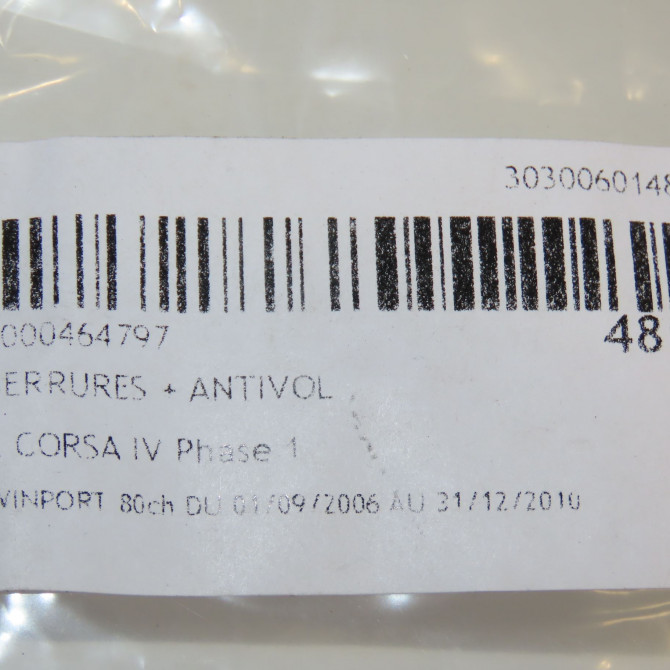 3030060148
000464797
48
ERRURES + ANTIVOL
CORSA IV Phase 1
WINPORT 80ch DU 01/09/2006 AU 31/12/2010